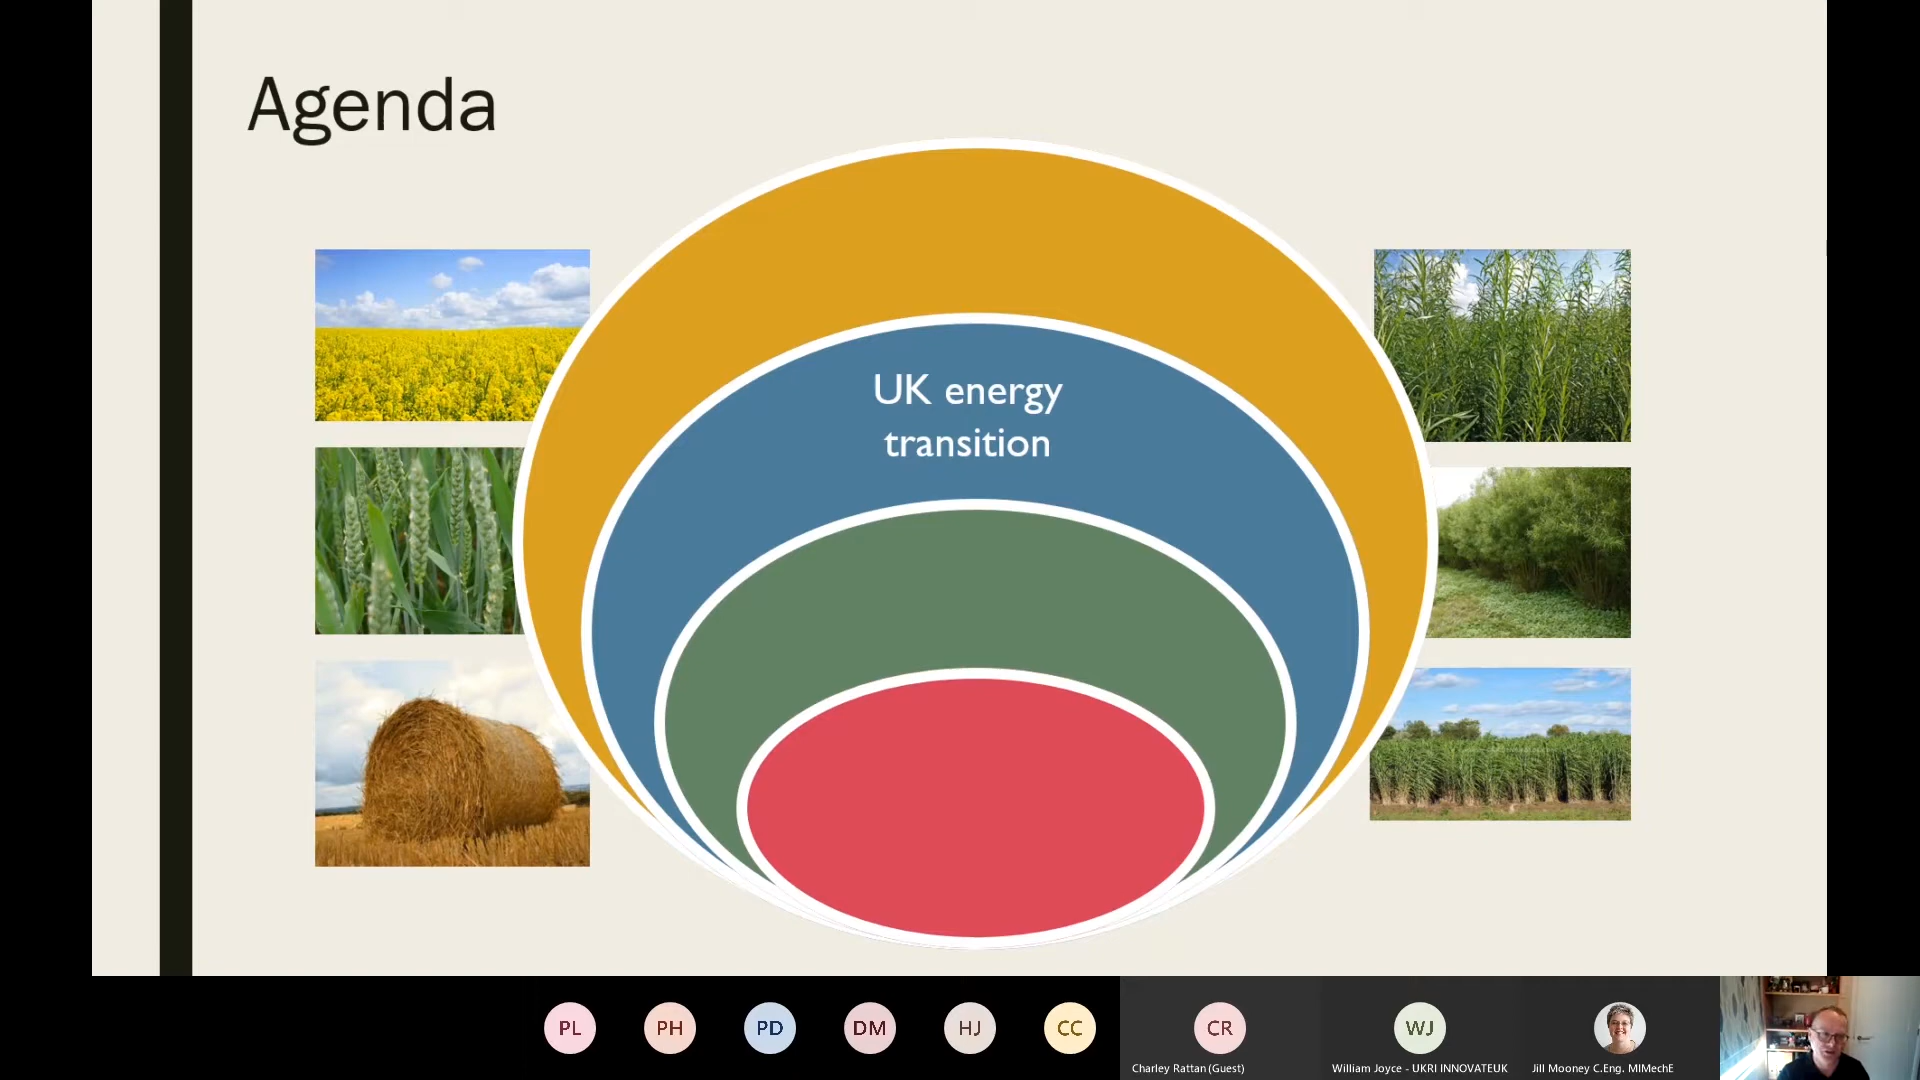 Agenda
UK energy
transition
PL
PH
PD
DM
HJ
CC
CR
WJ
Charley Rattan (Guest)
William Joyce - UKRI INNOVATEUK
Jill Mooney C.Eng. MIMechE